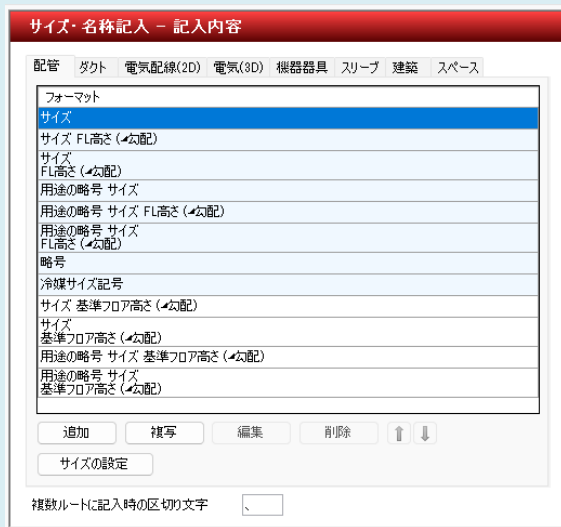 サイズ・名称記入 - 記入内容
配管 ダクト 電気配線(2D) 電気(3D) 機器器具 スリーブ 建築 スペース
フォーマット
サイズ
サイズ FL高さ(◢勾配)
サイズ
FL高さ(◢勾配)
用途の略号 サイズ
用途の略号 サイズ FL高さ(◢勾配)
用途の略号 サイズ
FL高さ(◢勾配)
略号
冷媒サイズ記号
サイズ 基準フロア高さ(◢勾配)
サイズ
基準フロア高さ(◢勾配)
用途の略号 サイズ 基準フロア高さ(◢勾配)
用途の略号 サイズ
基準フロア高さ(◢勾配)
追加 複写 編集 削除 ↑ ↓
サイズの設定
複数ルートに記入時の区切り文字 、